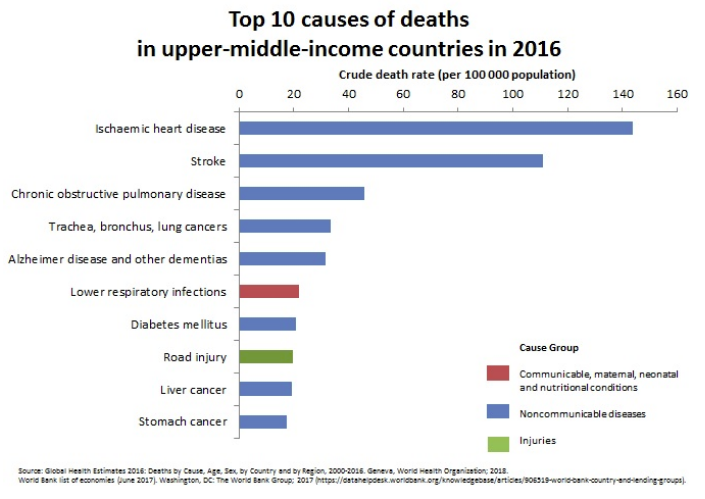 Top 10 causes of deaths
in upper-middle-income countries in 2016
Crude death rate (per 100 000 population)
0 20 40 60 80 100 120 140 160
Ischaemic heart disease
Stroke
Chronic obstructive pulmonary disease
Trachea, bronchus, lung cancers
Alzheimer disease and other dementias
Lower respiratory infections
Diabetes mellitus
Road injury
Liver cancer
Stomach cancer
Cause Group
Communicable, maternal, neonatal
and nutritional conditions
Noncommunicable diseases
Injuries
Source: Global Health Estimates 2016: Deaths by Cause, Age, Sex, by Country and by Region, 2000-2016. Geneva, World Health Organization; 2018.
World Bank list of economies (June 2017). Washington, DC: The World Bank Group; 2017 (https://datahelpdesk.worldbank.org/knowledgebase/articles/906519-world-bank-country-and-lending-groups).